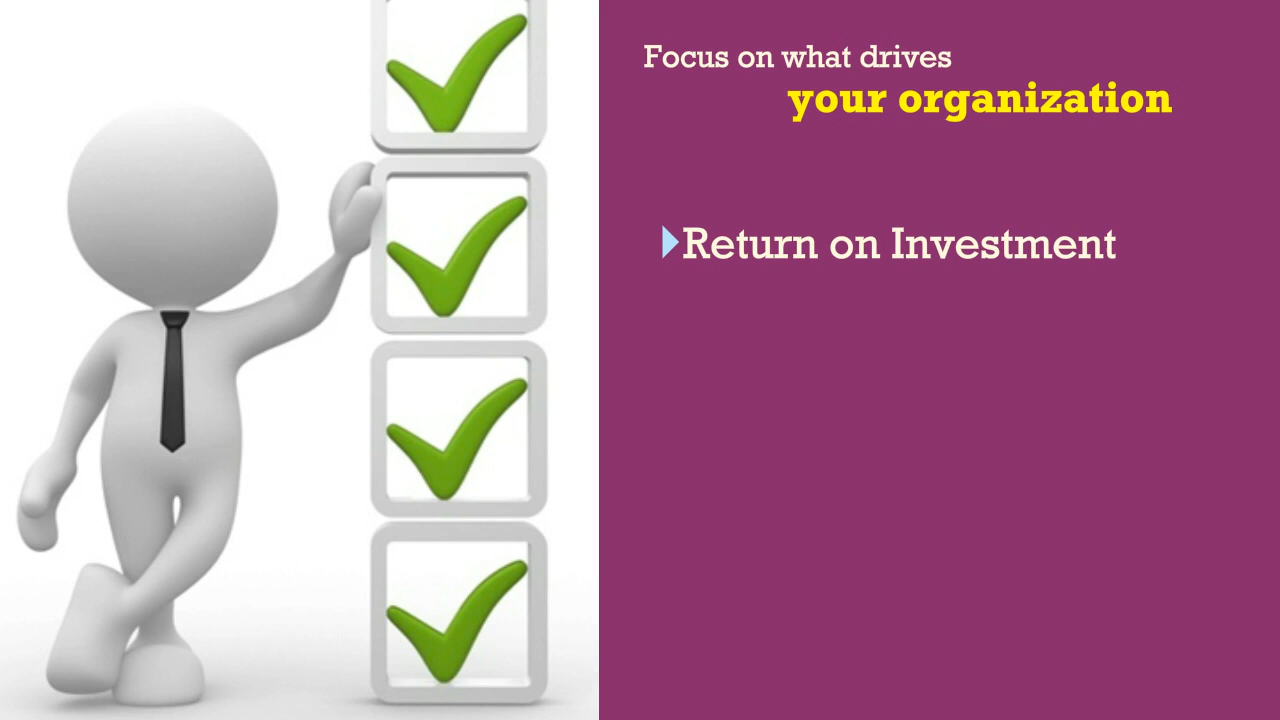 Focus on what drives
your organization
Return on Investment